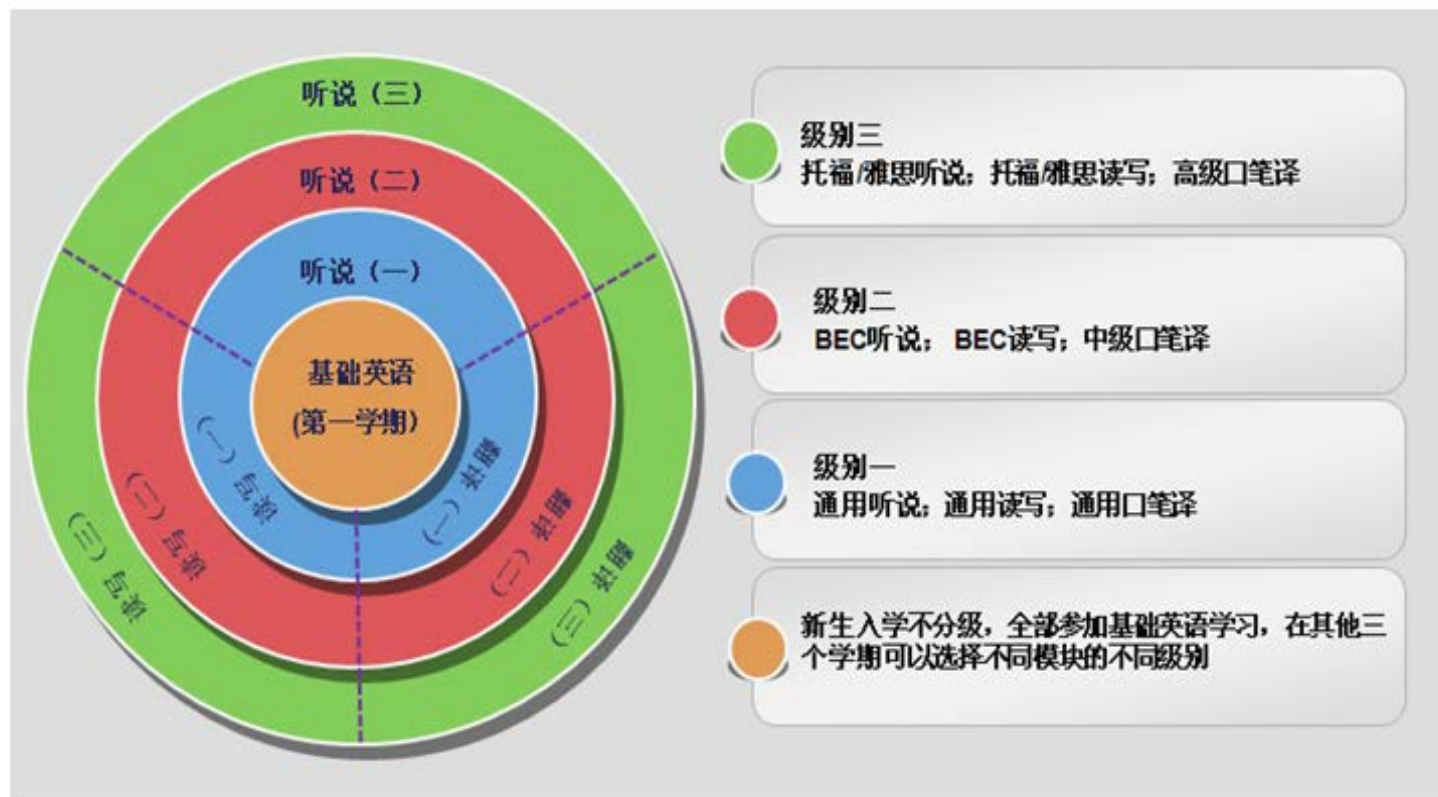 听说（三）
听说（二）
听说（一）
基础英语
(第一学期）
读写（一）
读写（二）
读写（三）
翻译（一）
翻译（二）
翻译（三）
级别三
托福/雅思听说；托福/雅思读写；高级口笔译
级别二
BEC听说； BEC读写；中级口笔译
级别一
通用听说；通用读写；通用口笔译
新生入学不分级，全部参加基础英语学习，在其他三
个学期可以选择不同模块的不同级别